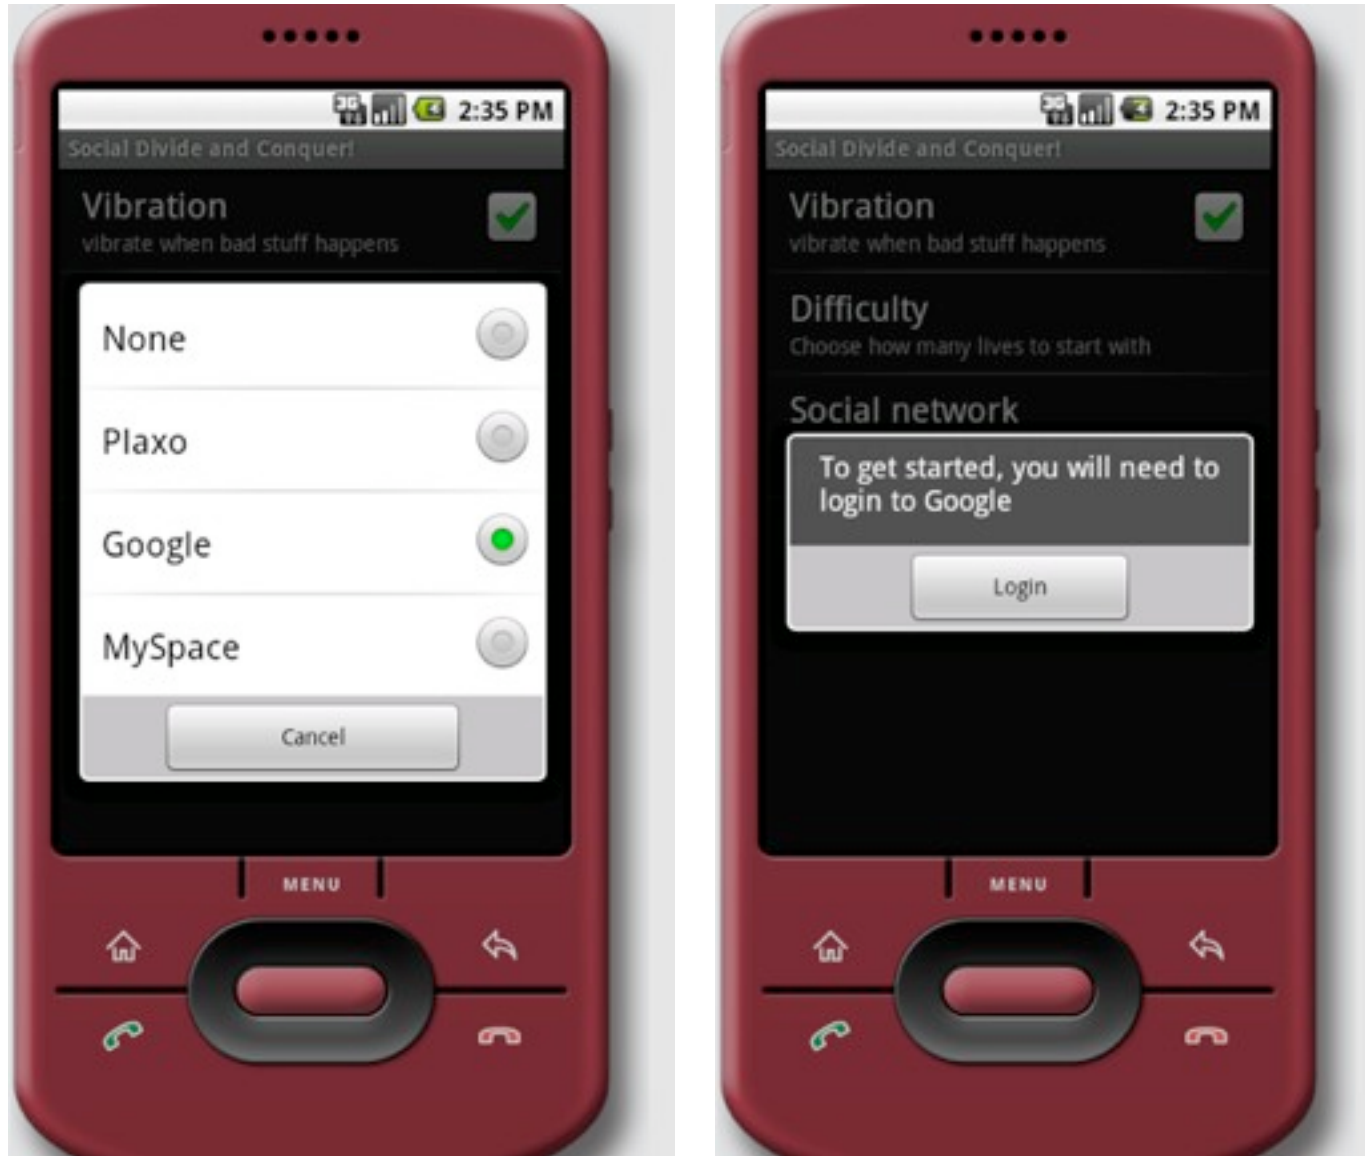 3G
2:35 PM
Social Divide and Conquer!
Vibration
vibrate when bad stuff happens
None
Plaxo
Google
MySpace
Cancel
MENU
3G
2:35 PM
Social Divide and Conquer!
Vibration
vibrate when bad stuff happens
Difficulty
Choose how many lives to start with
Social network
To get started, you will need to
login to Google
Login
MENU